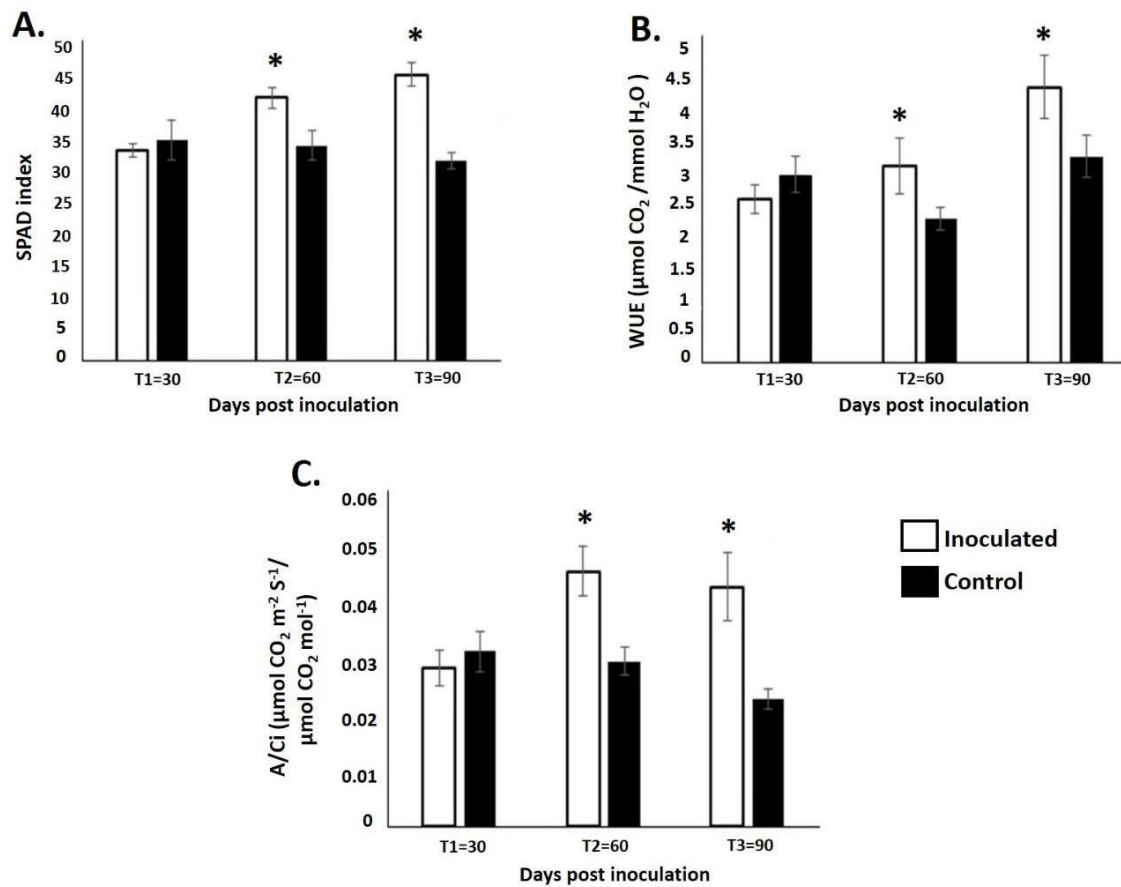 A.
*
*
50
45
40
35
30
25
20
15
10
5
0
SPAD index
T1=30 T2=60 T3=90
Days post inoculation
B.
*
*
5
4.5
4
3.5
3
2.5
2
1.5
1
0.5
0
WUE (µmol CO₂ /mmol H₂O )
T1=30 T2=60 T3=90
Days post inoculation
C.
*
*
0.06
0.05
0.04
0.03
0.02
0.01
0
A/Ci (µmol CO₂ m⁻² S⁻¹/
µmol CO₂ mol⁻¹)
T1=30 T2=60 T3=90
Days post inoculation
Inoculated
Control